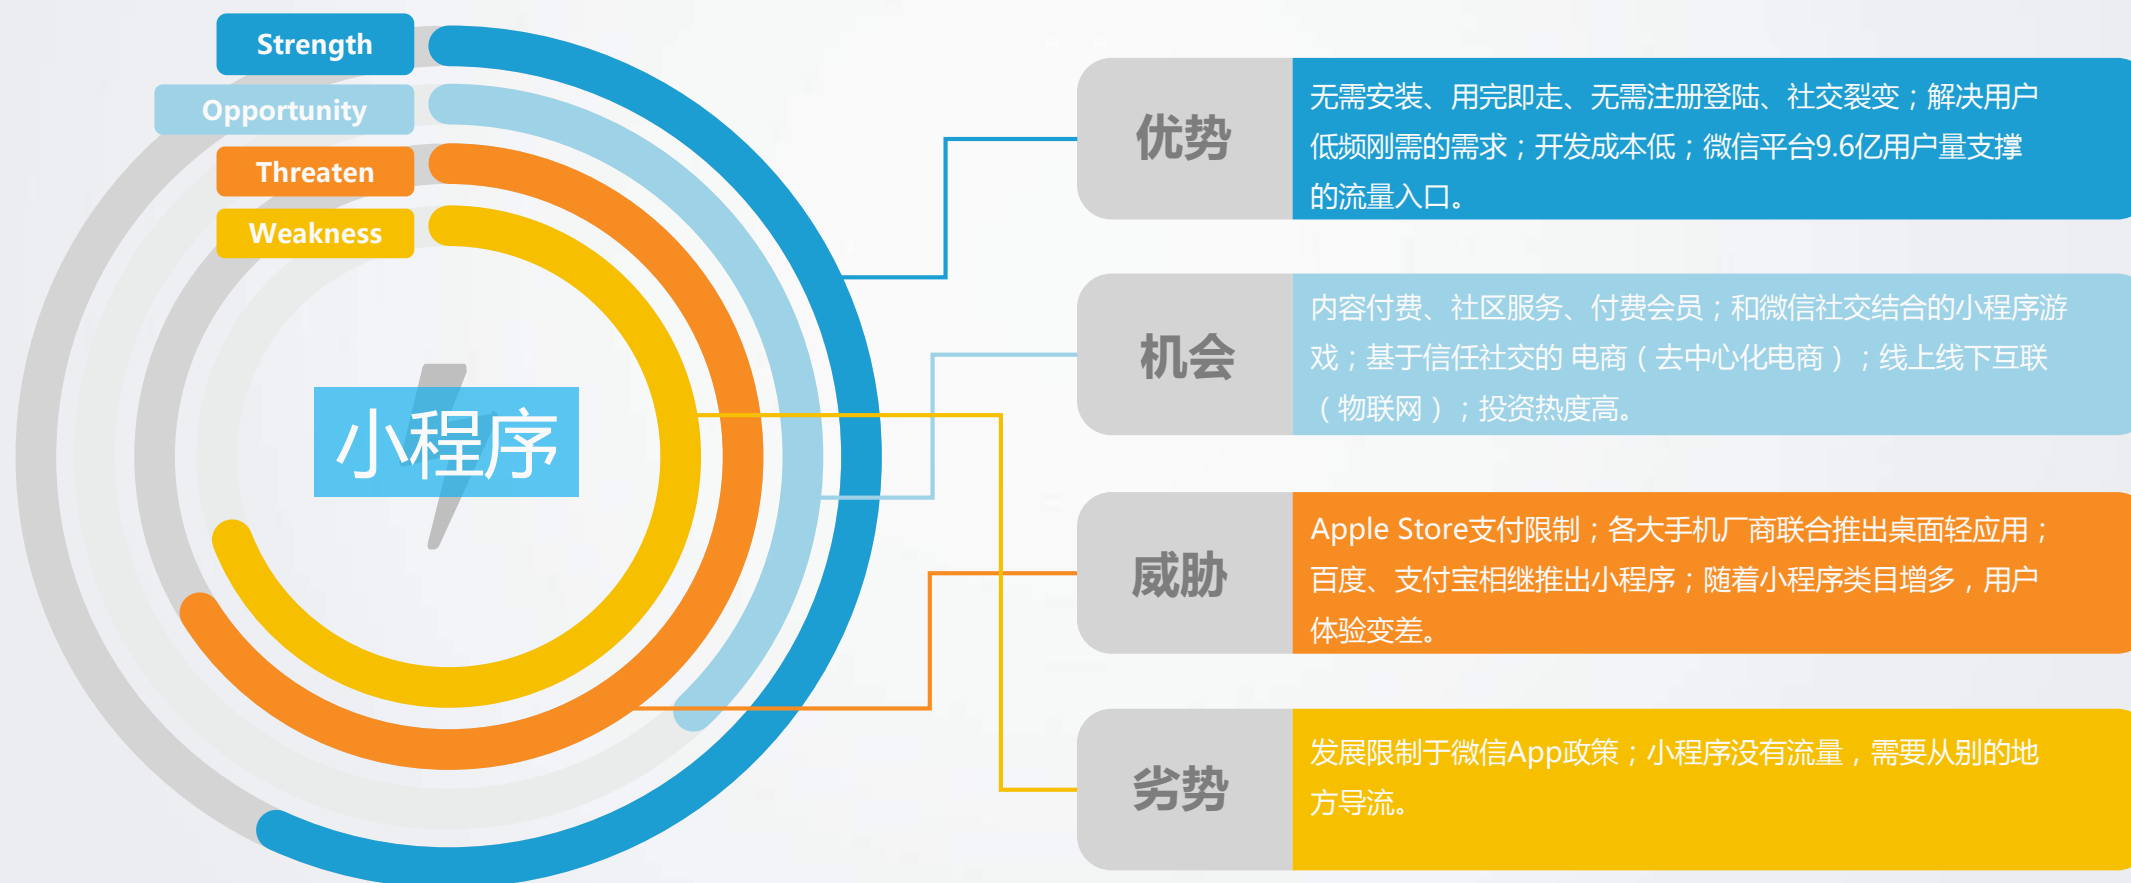 Strength
Opportunity
Threaten
Weakness
小程序
优势
无需安装、用完即走、无需注册登陆、社交裂变；解决用户
低频刚需的需求；开发成本低；微信平台9.6亿用户量支撑
的流量入口。
机会
内容付费、社区服务、付费会员；和微信社交结合的小程序游
戏；基于信任社交的 电商（去中心化电商）；线上线下互联
（物联网）；投资热度高。
威胁
Apple Store支付限制；各大手机厂商联合推出桌面轻应用；
百度、支付宝相继推出小程序；随着小程序类目增多，用户
体验变差。
劣势
发展限制于微信App政策；小程序没有流量，需要从别的地
方导流。